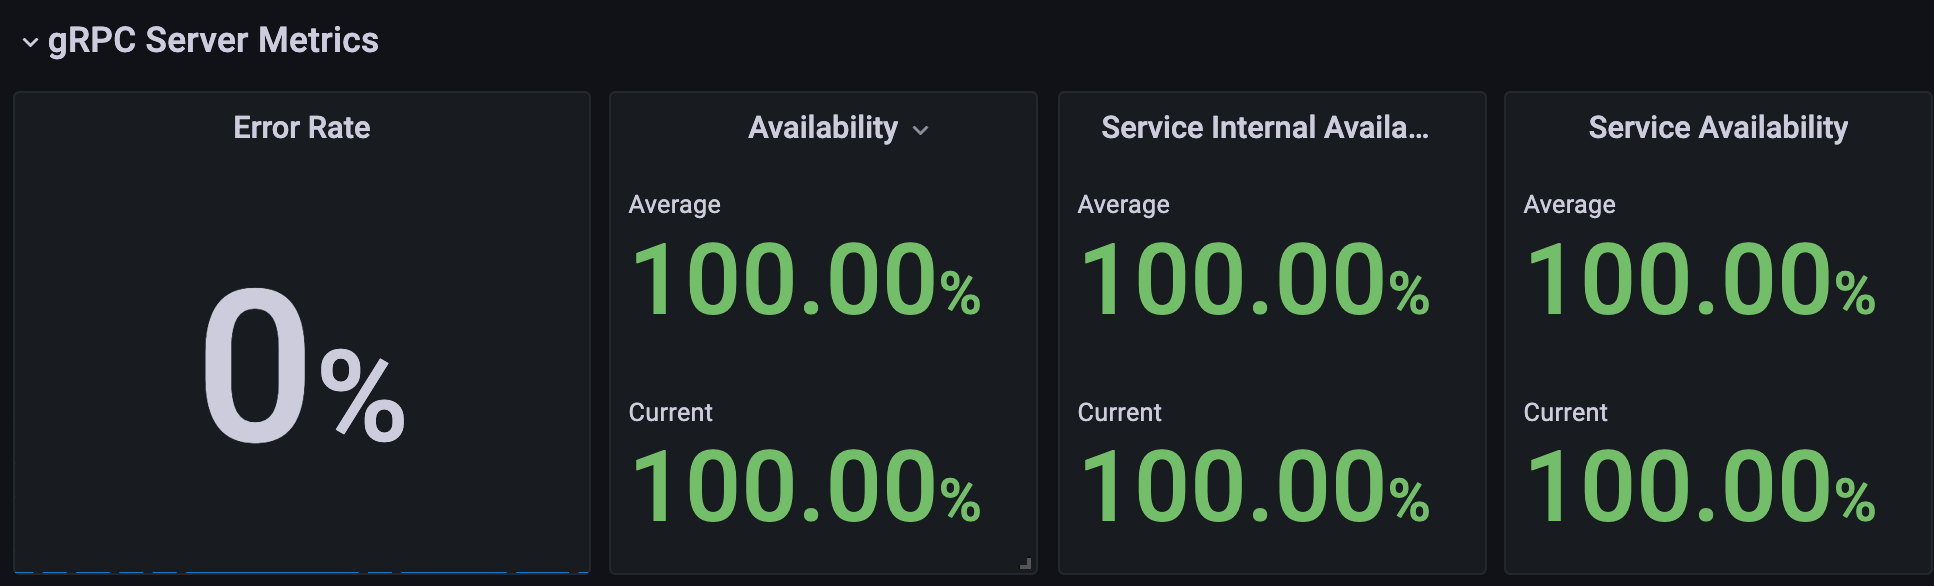 gRPC Server Metrics
Error Rate
0%
Availability
Average
100.00%
Current
100.00%
Service Internal Availa...
Average
100.00%
Current
100.00%
Service Availability
Average
100.00%
Current
100.00%